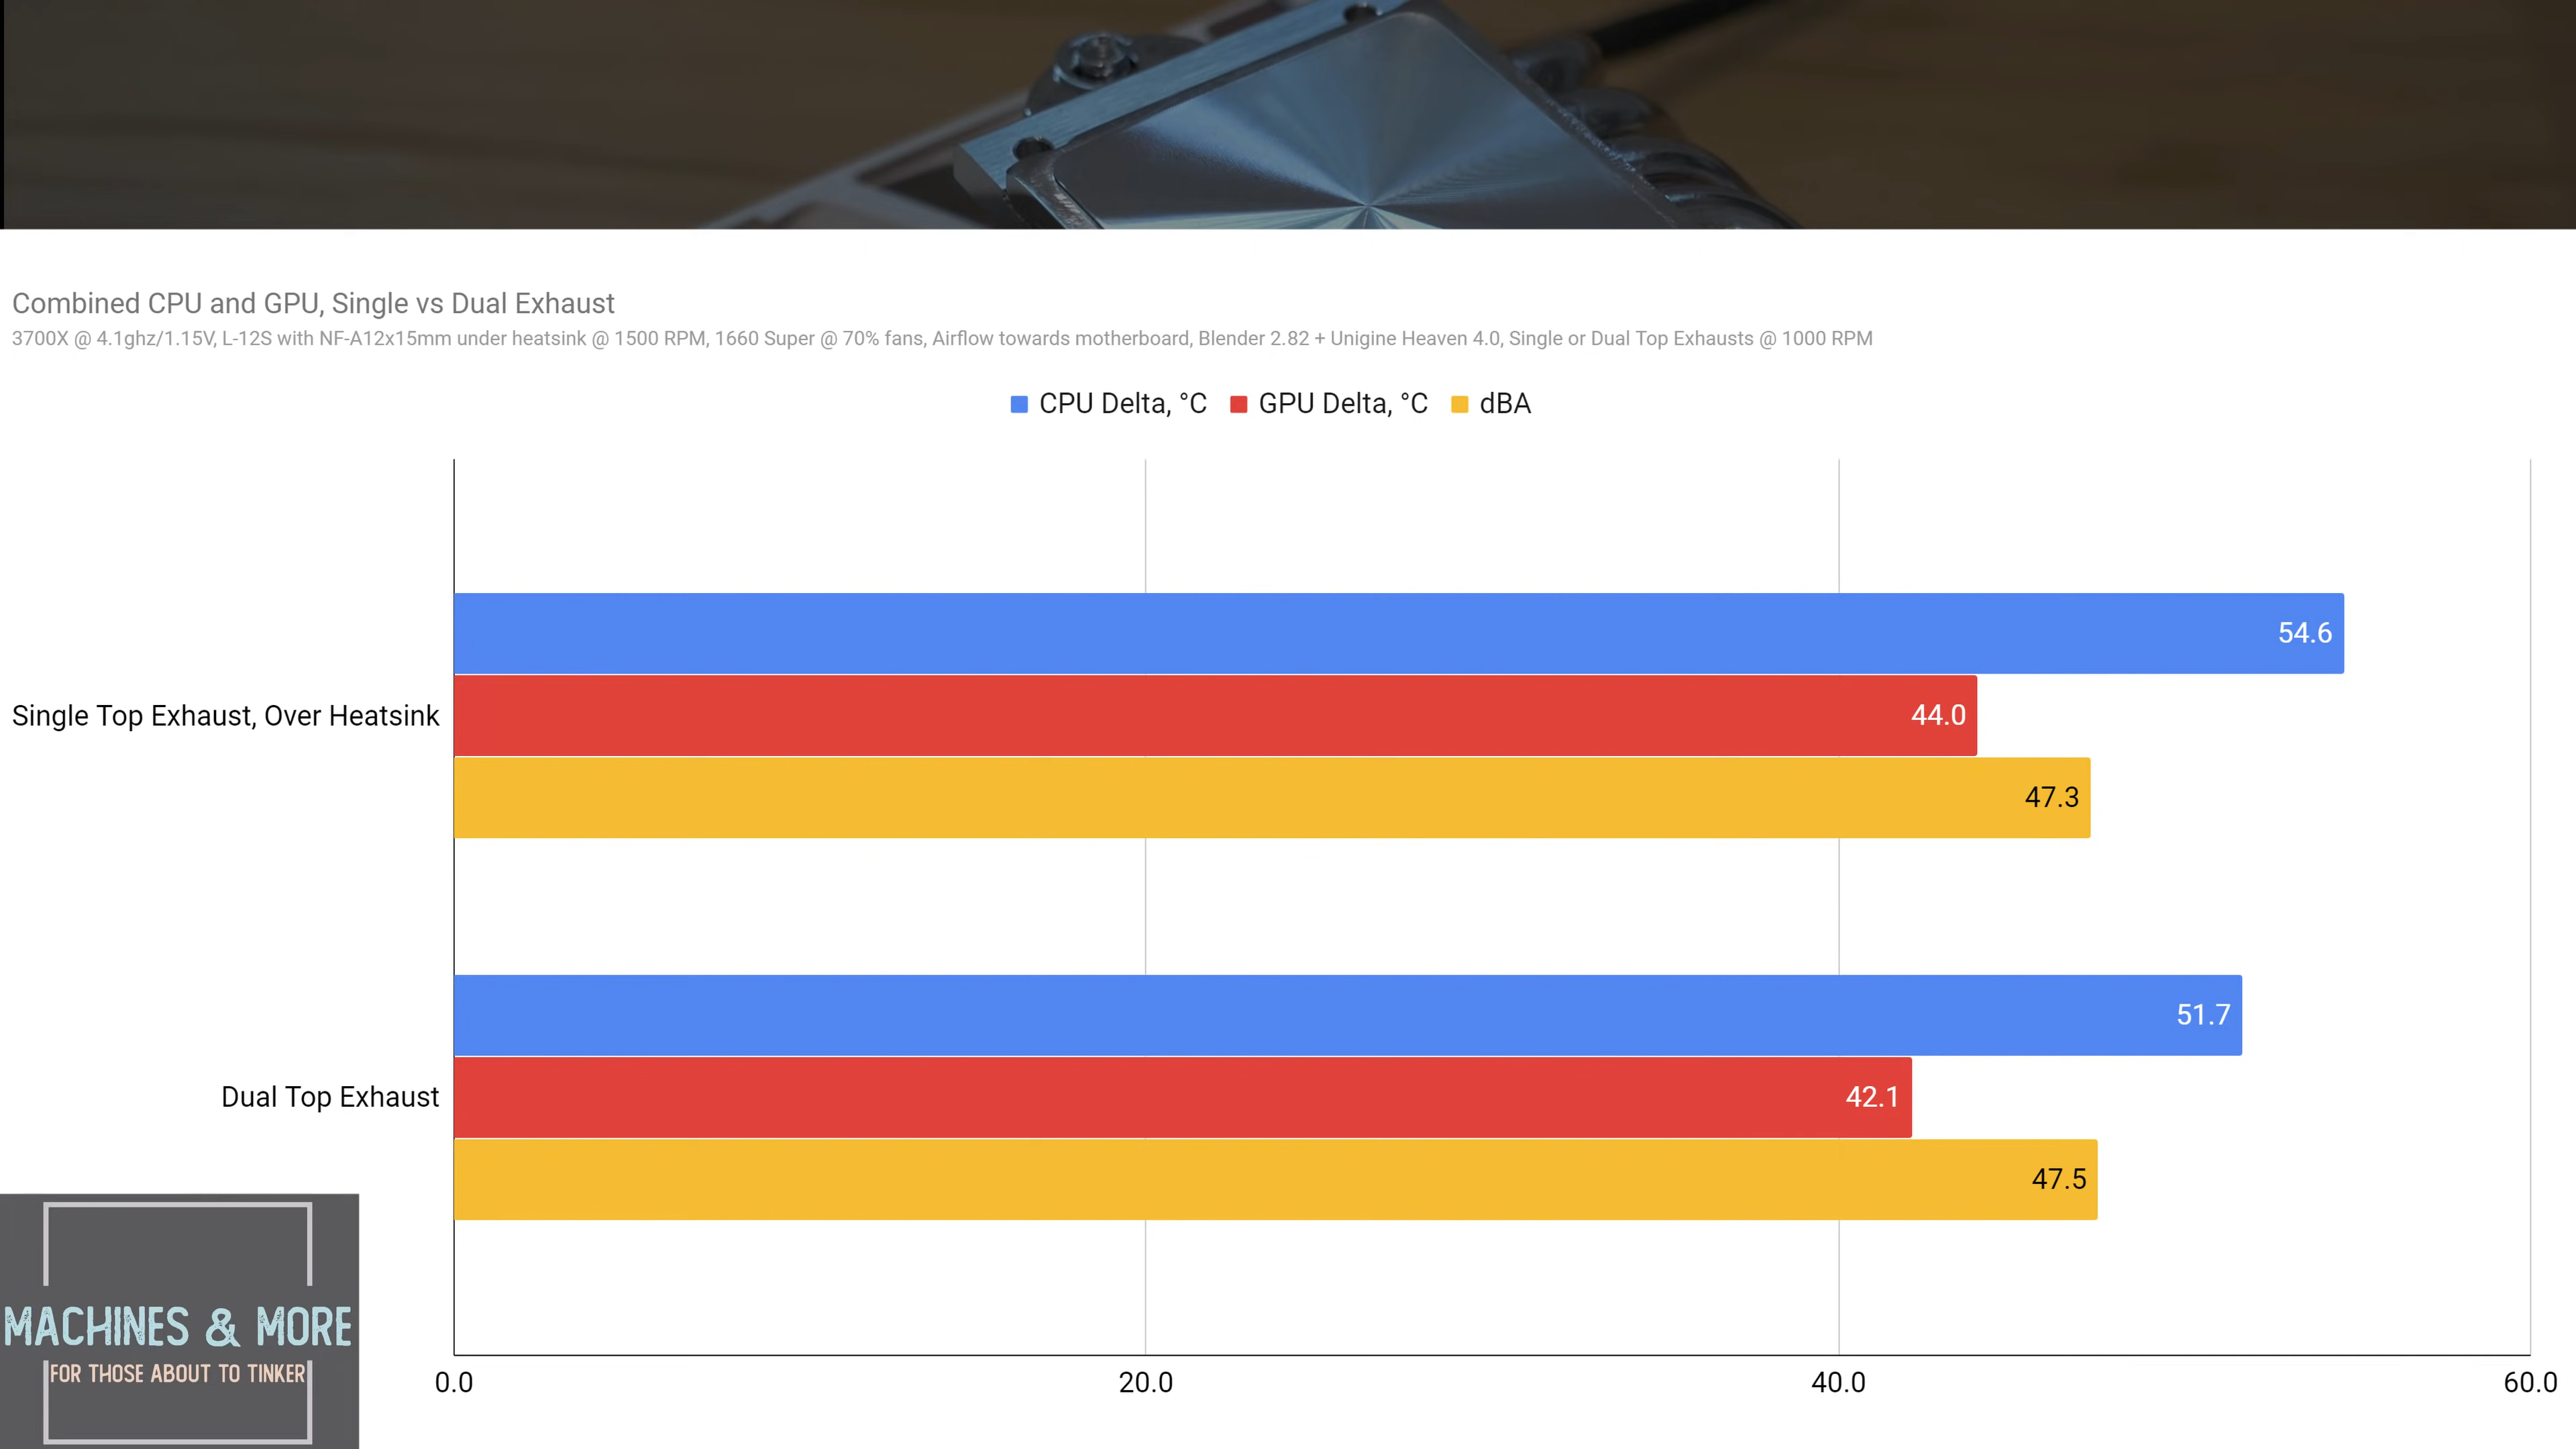 Combined CPU and GPU, Single vs Dual Exhaust
3700X @ 4.1ghz/1.15V, L-12S with NF-A12x15mm under heatsink @ 1500 RPM, 1660 Super @ 70% fans, Airflow towards motherboard, Blender 2.82 + Unigine Heaven 4.0, Single or Dual Top Exhausts @ 1000 RPM
CPU Delta, °C GPU Delta, °C dBA
54.6
Single Top Exhaust, Over Heatsink 44.0
47.3
51.7
Dual Top Exhaust 42.1
47.5
0.0 20.0 40.0 60.0
MACHINES & MORE
FOR THOSE ABOUT TO TINKER